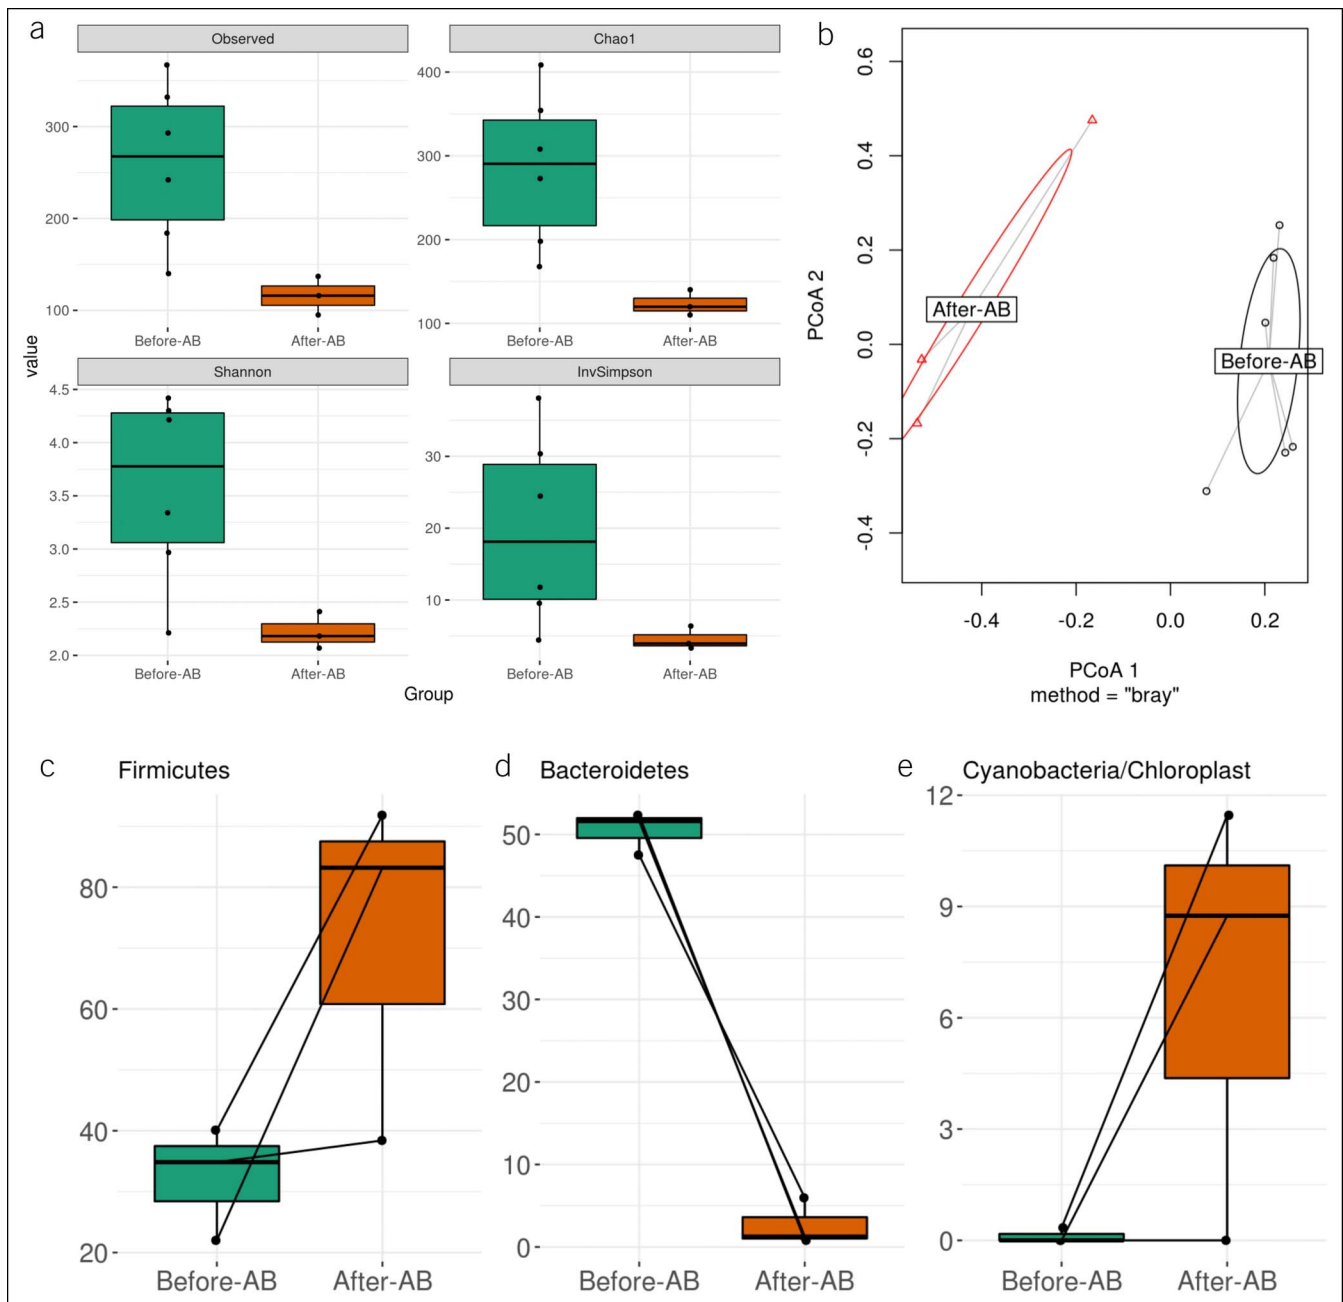 a
Observed
Chao1
value
300
200
100
400
300
200
100
Before-AB
After-AB
Before-AB
After-AB
Shannon
InvSimpson
4.5
4.0
3.5
3.0
2.5
2.0
30
20
10
Before-AB
After-AB
Before-AB
After-AB
Group
b
PCoA 2
0.6
0.4
0.2
0.0
-0.2
-0.4
After-AB
Before-AB
-0.4 -0.2 0.0 0.2
PCoA 1
method = "bray"
c
Firmicutes
80
60
40
20
Before-AB
After-AB
d
Bacteroidetes
50
40
30
20
10
0
Before-AB
After-AB
e
Cyanobacteria/Chloroplast
12
9
6
3
0
Before-AB
After-AB